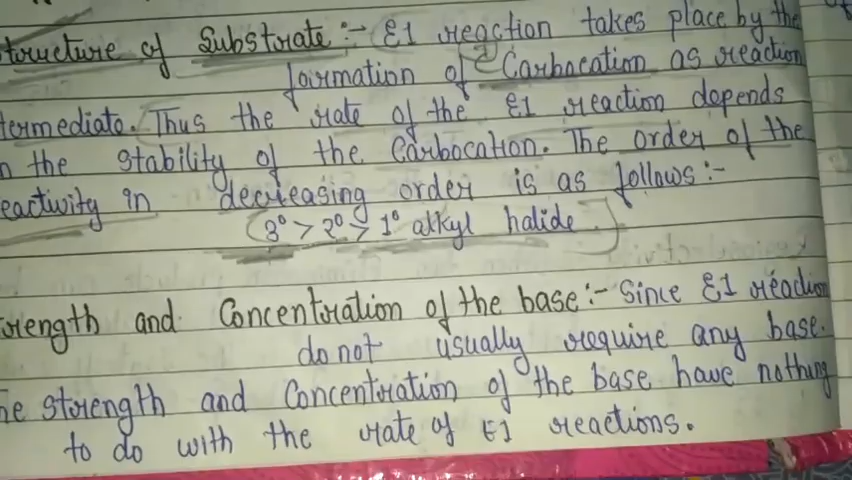 tructure of Substrate :- E1 reaction takes place by the
formation of Carbocation as reaction
termediate. Thus the rate of the E1 reaction depends
n the stability of the Carbocation. The order of the
eactivity in decreasing order is as follows :-
(3° > 2° > 1° alkyl halide.)
rength and Concentration of the base :- Since E1 reaction
do not usually require any base.
he strength and Concentration of the base have nothing
to do with the rate of E1 reactions.